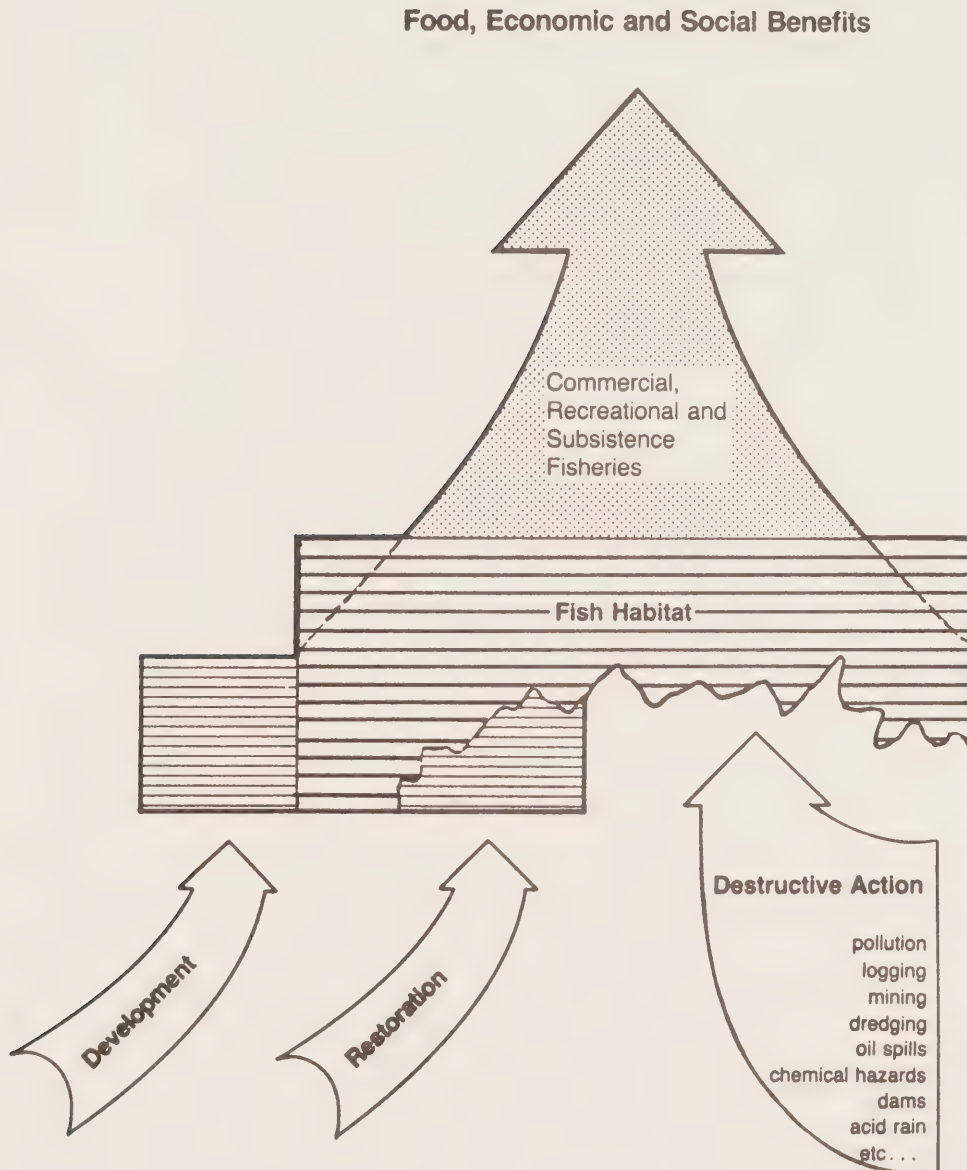 Food, Economic and Social Benefits
Commercial,
Recreational and
Subsistence
Fisheries
Fish Habitat
Development
Restoration
Destructive Action
pollution
logging
mining
dredging
oil spills
chemical hazards
dams
acid rain
etc . . .